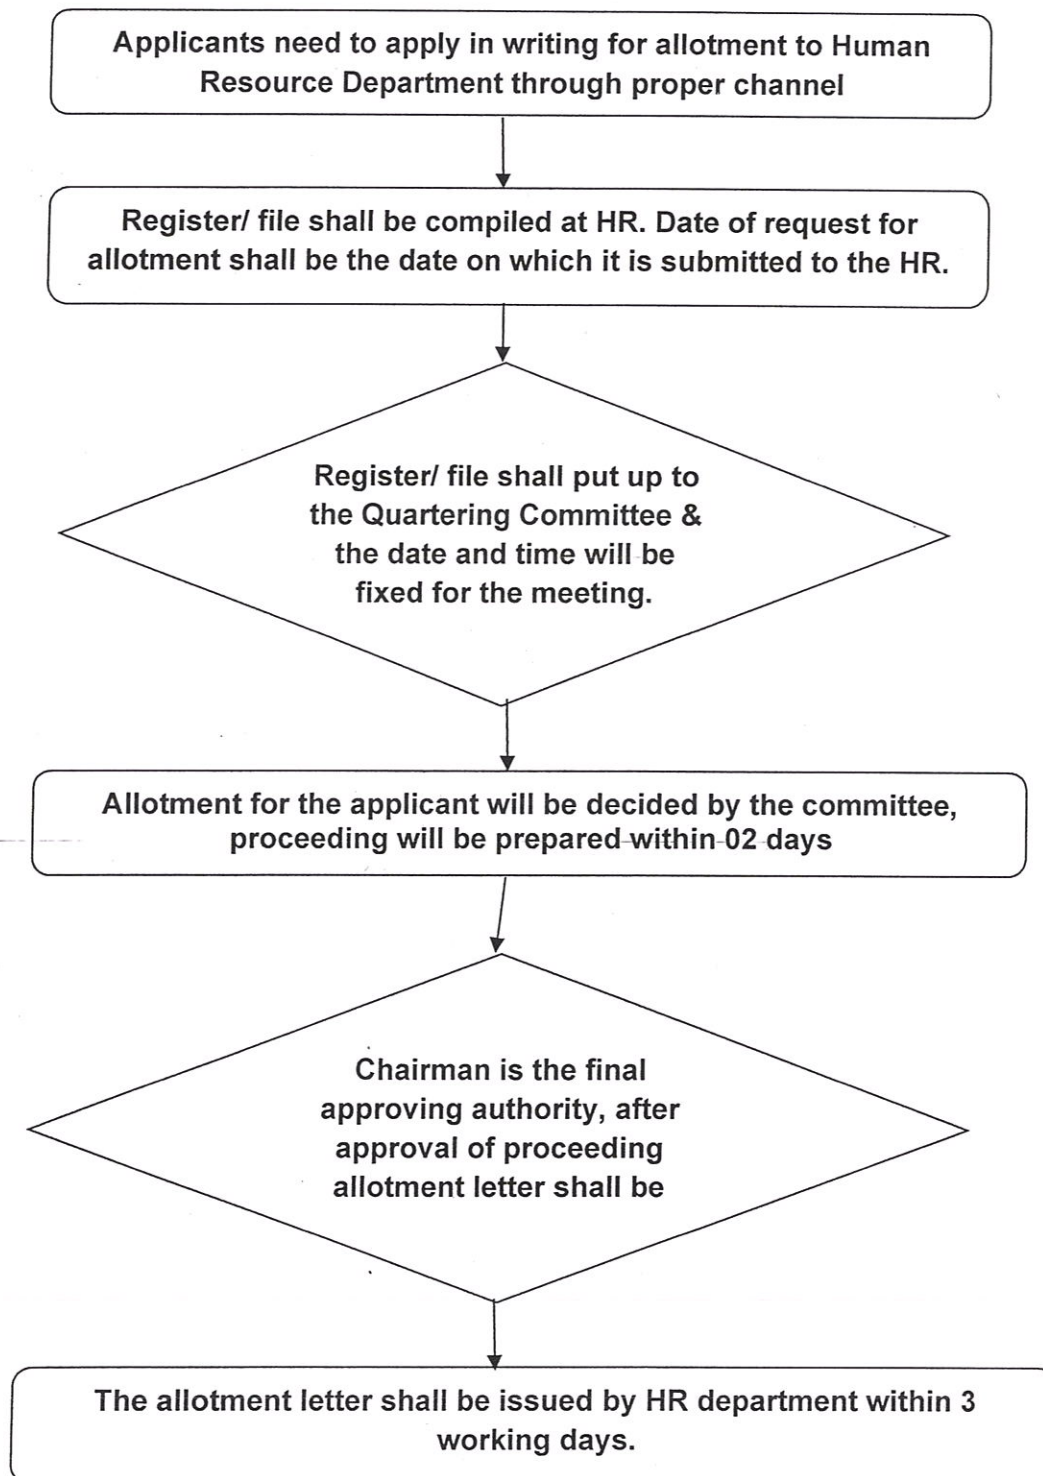 Applicants need to apply in writing for allotment to Human
Resource Department through proper channel
Register/ file shall be compiled at HR. Date of request for
allotment shall be the date on which it is submitted to the HR.
Register/ file shall put up to
the Quartering Committee &
the date and time will be
fixed for the meeting.
Allotment for the applicant will be decided by the committee,
proceeding will be prepared within 02 days
Chairman is the final
approving authority, after
approval of proceeding
allotment letter shall be
The allotment letter shall be issued by HR department within 3
working days.